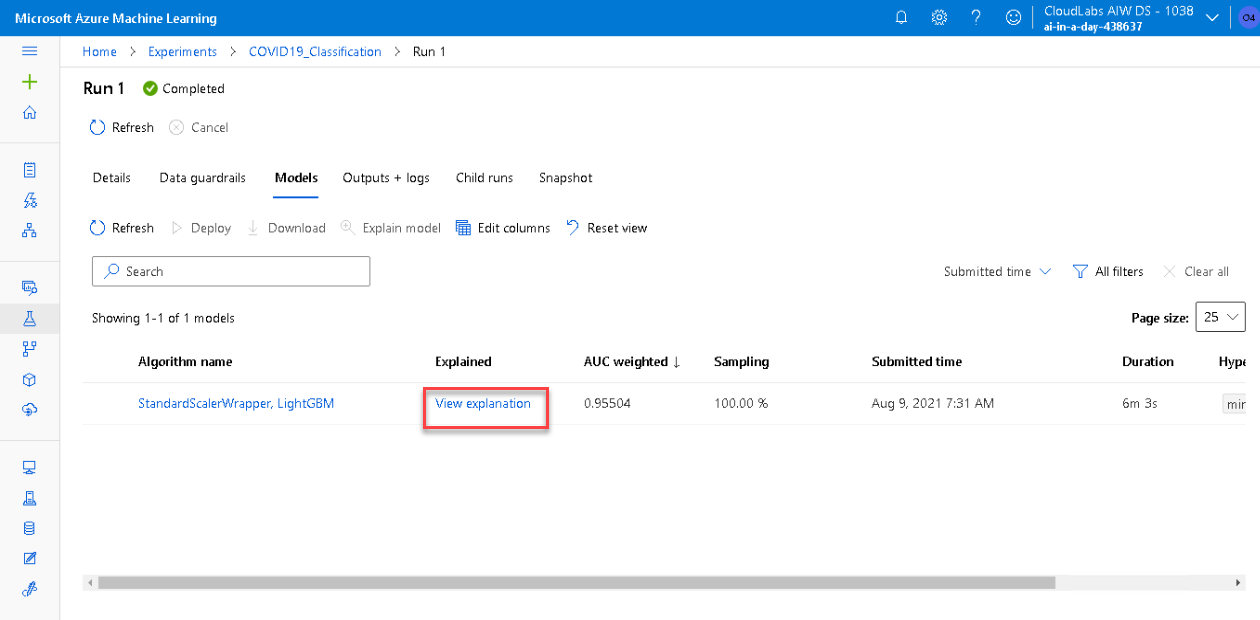 Microsoft Azure Machine Learning
CloudLabs AIW DS - 1038
ai-in-a-day-438637
O4
Home > Experiments > COVID19_Classification > Run 1
Run 1 Completed
Refresh Cancel
Details Data guardrails Models Outputs + logs Child runs Snapshot
Refresh Deploy Download Explain model Edit columns Reset view
Search Submitted time All filters Clear all
Showing 1-1 of 1 models Page size: 25
Algorithm name Explained AUC weighted ↓ Sampling Submitted time Duration Hype
StandardScalerWrapper, LightGBM View explanation 0.95504 100.00 % Aug 9, 2021 7:31 AM 6m 3s mir